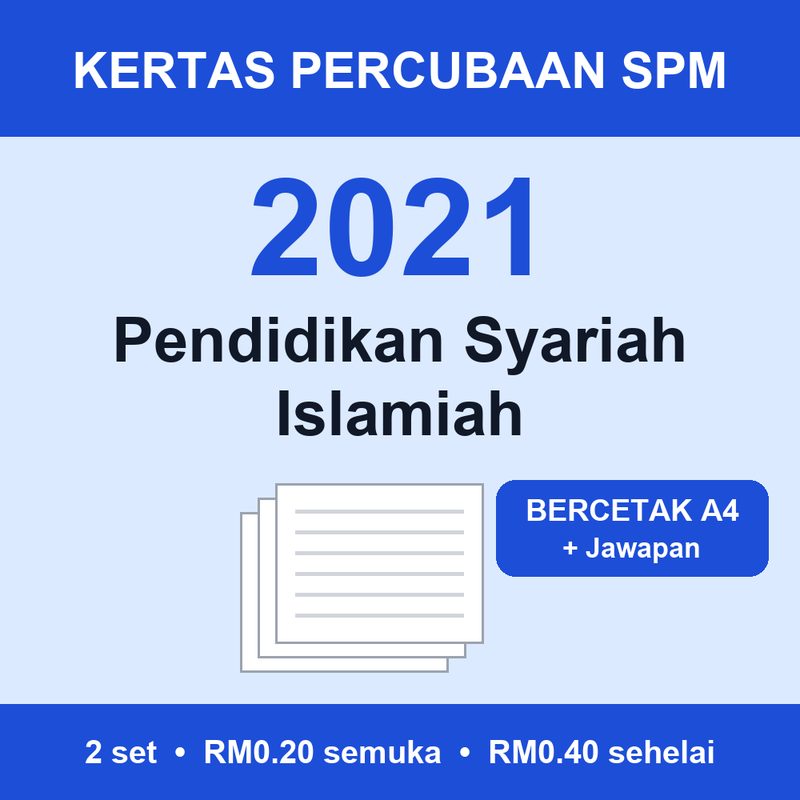 KERTAS PERCUBAAN SPM
2021
Pendidikan Syariah
Islamiah
BERCETAK A4
+ Jawapan
2 set • RM0.20 semuka • RM0.40 sehelai